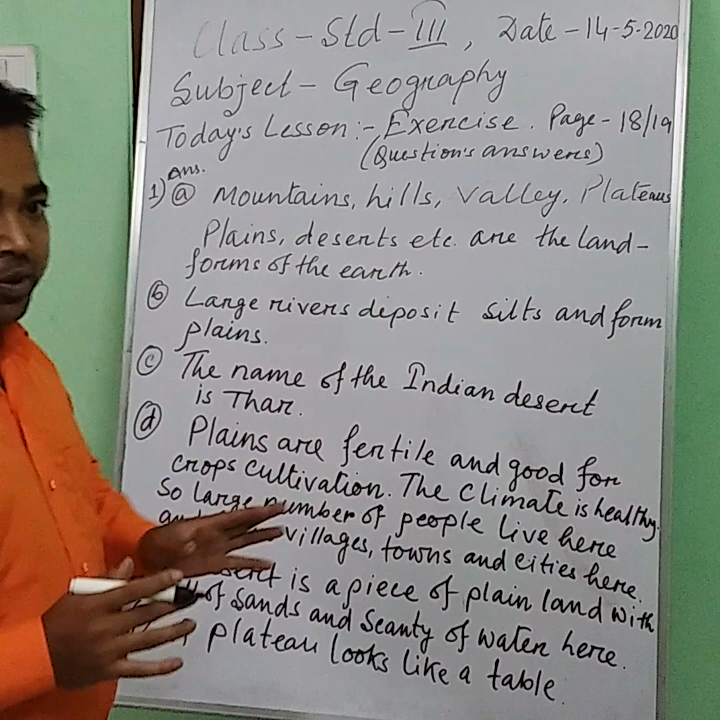 Class - Std - III, Date - 14-5-2020
Subject - Geography
Today's Lesson :- Exercise. Page - 18/19
(Question's answers)
Ans.
1) (a) Mountains, hills, Valley, Plateaus
Plains, deserts etc. are the land-
forms of the earth.
(b) Large rivers deposit silts and form
plains.
(c) The name of the Indian desert
is Thar.
(d) Plains are fertile and good for
crops cultivation. The climate is healthy.
So large number of people live here
villages, towns and cities here.
is a piece of plain land with
of sands and Scanty of water here.
plateau looks like a table.